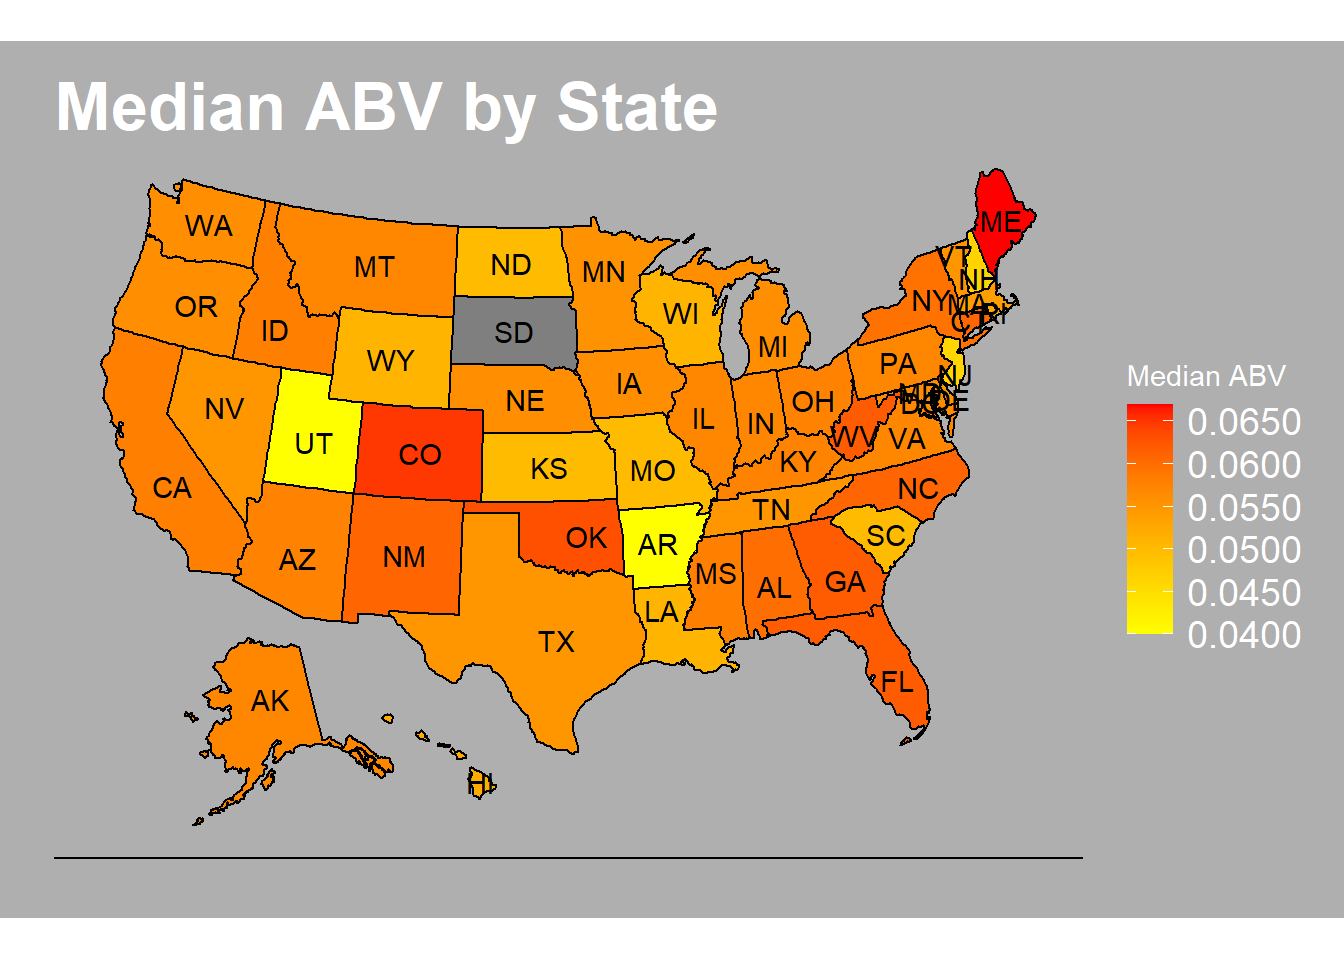 Median ABV by State
ME
WA
VT
MT
ND
MN
NH
OR
NY
MA
WI
RI
CT
ID
SD
MI
WY
PA
NJ
IA
NE
MD
DE
OH
DC
NV
IL
IN
WV
VA
UT
CO
KY
KS
MO
CA
NC
TN
OK
SC
AR
AZ
NM
MS
AL
GA
LA
TX
FL
AK
HI
Median ABV
0.0650
0.0600
0.0550
0.0500
0.0450
0.0400